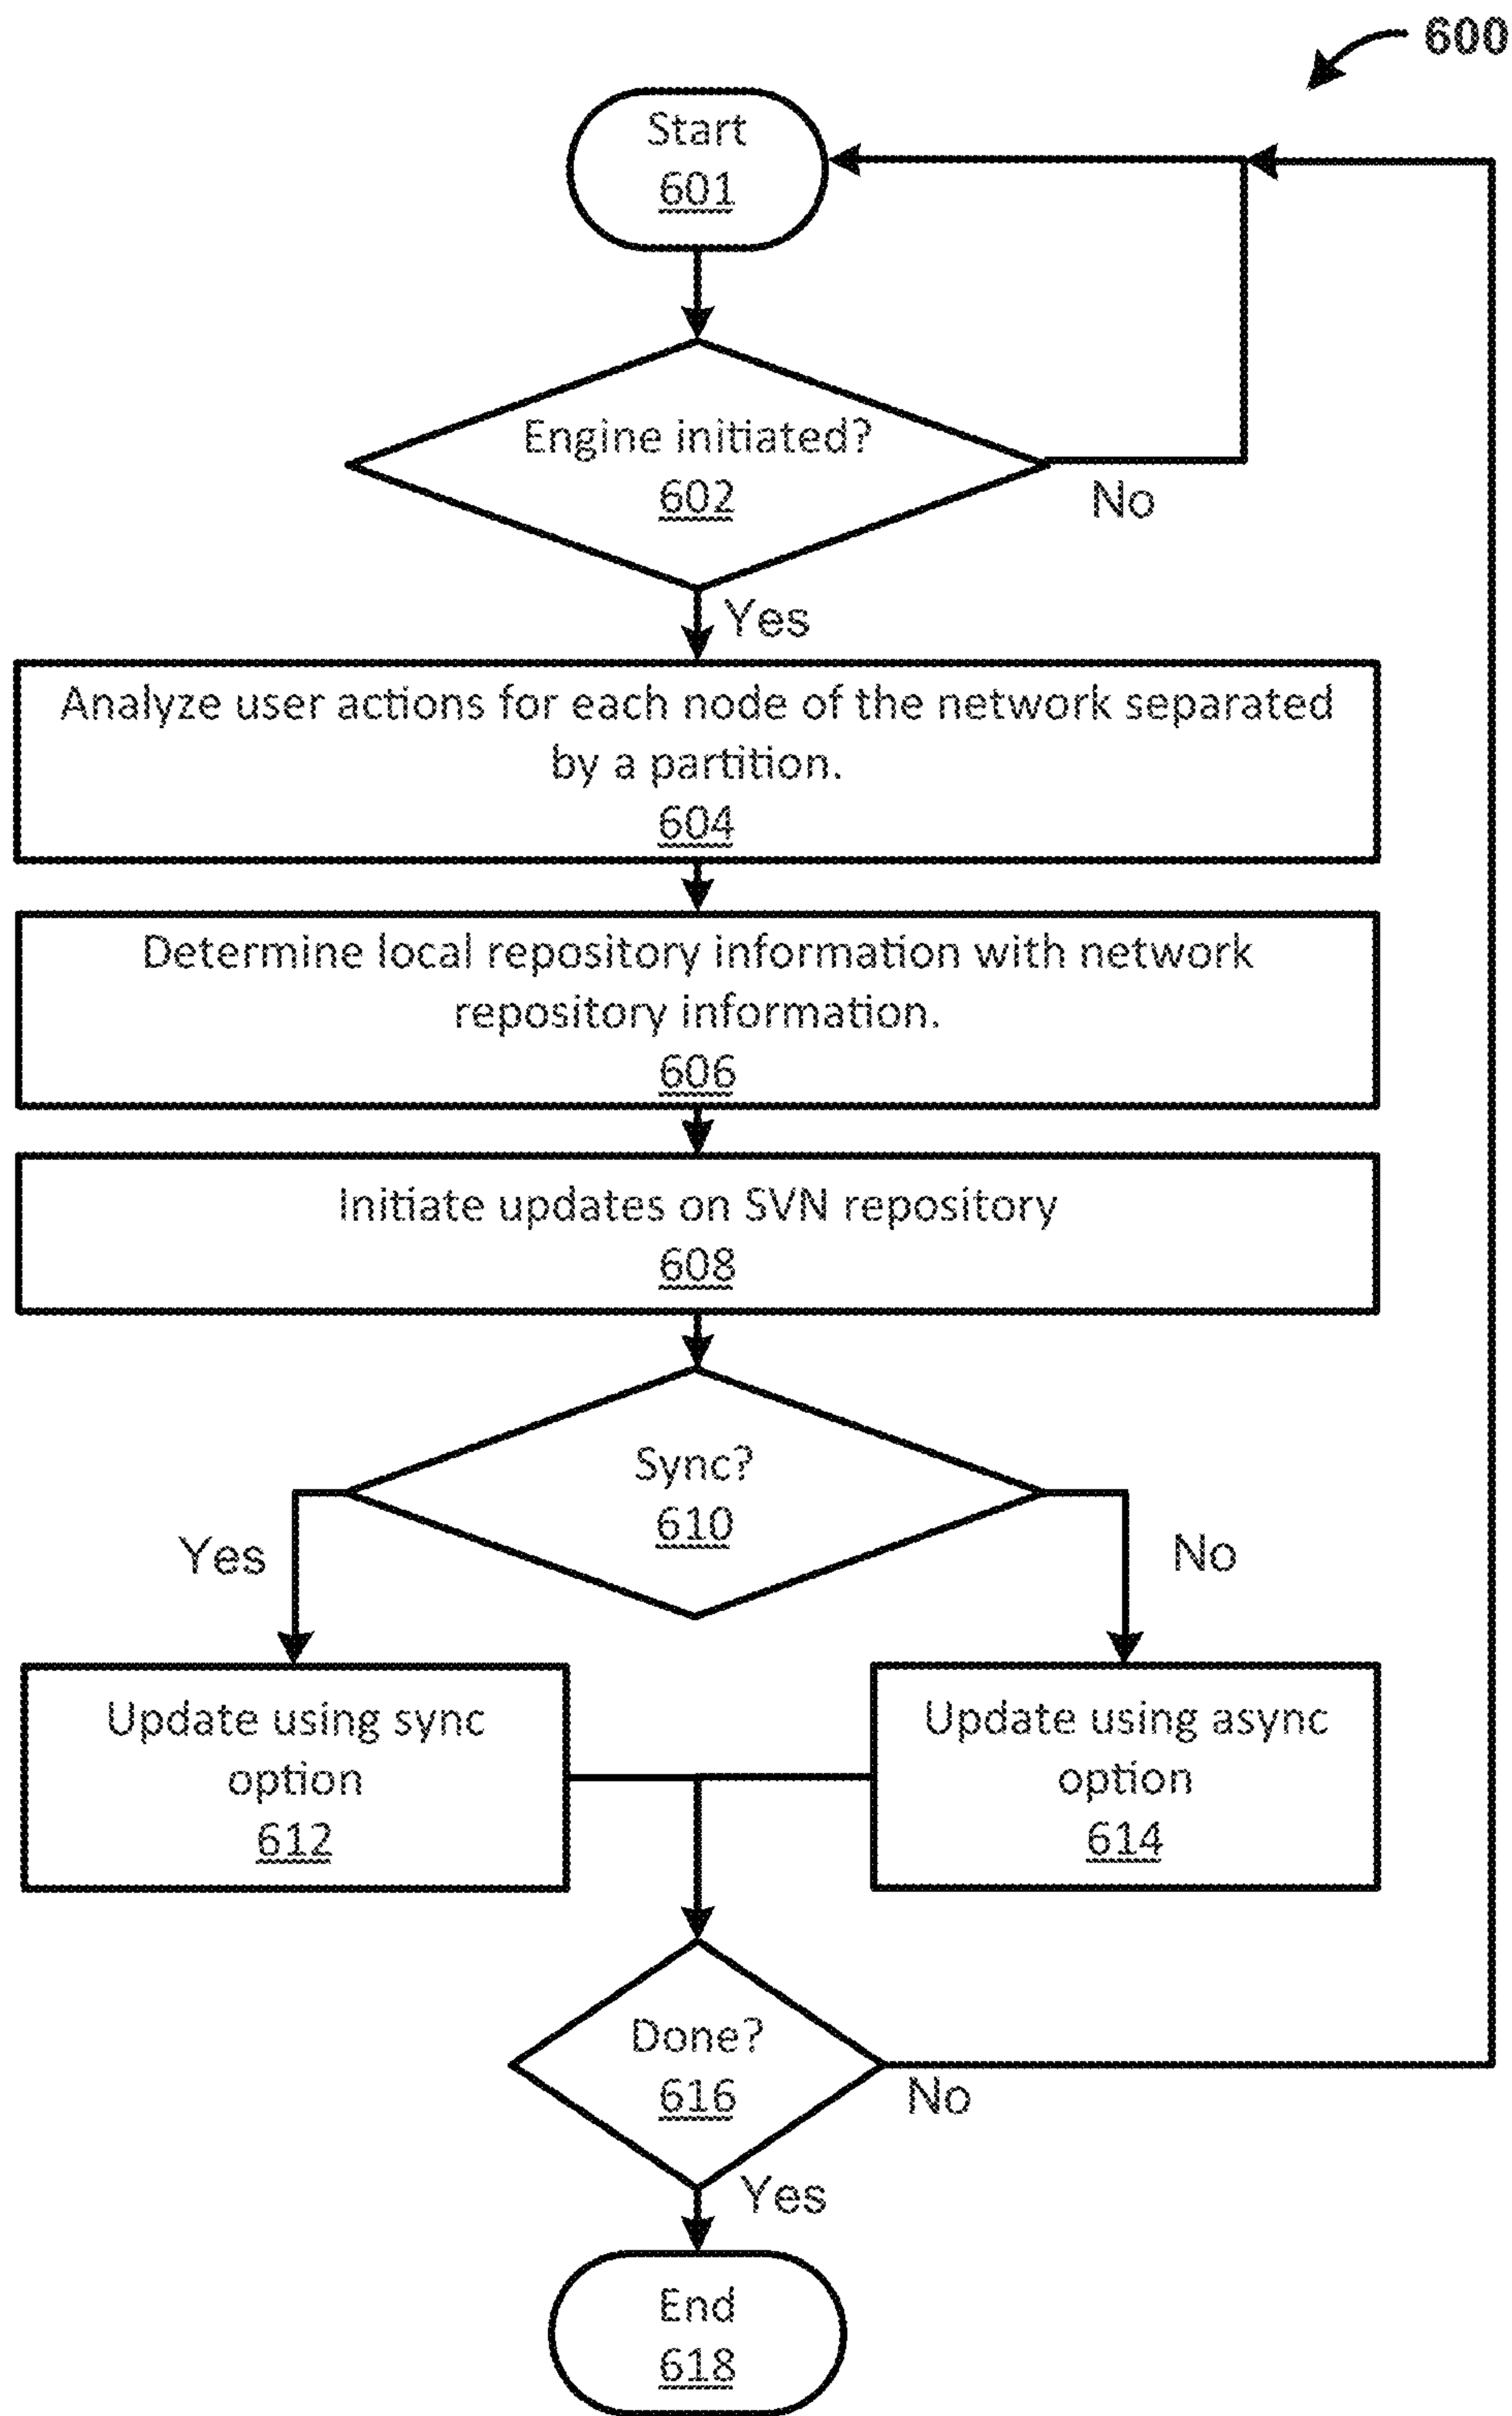 600
Start
601
Engine initiated?
602
No
Yes
Analyze user actions for each node of the network separated
by a partition.
604
Determine local repository information with network
repository information.
606
Initiate updates on SVN repository
608
Sync?
610
Yes
No
Update using sync
option
612
Update using async
option
614
Done?
616
No
Yes
End
618